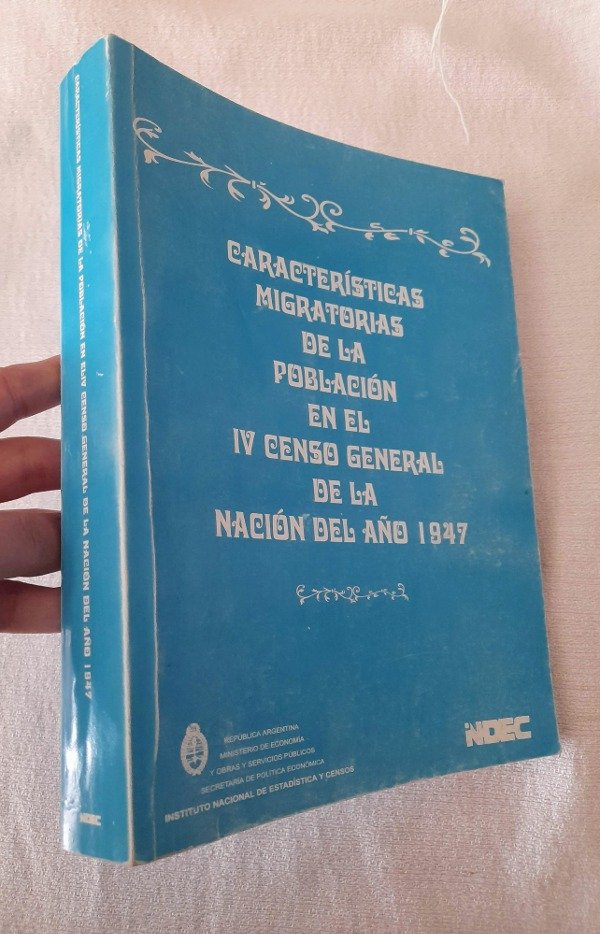 CARACTERÍSTICAS MIGRATORIAS DE LA POBLACIÓN EN EL IV CENSO GENERAL DE LA NACIÓN DEL AÑO 1947
INDEC
CARACTERÍSTICAS
MIGRATORIAS
DE LA
POBLACIÓN
EN EL
IV CENSO GENERAL
DE LA
NACIÓN DEL AÑO 1947
REPÚBLICA ARGENTINA
MINISTERIO DE ECONOMÍA
Y OBRAS Y SERVICIOS PÚBLICOS
SECRETARÍA DE POLÍTICA ECONÓMICA
INSTITUTO NACIONAL DE ESTADÍSTICA Y CENSOS
INDEC